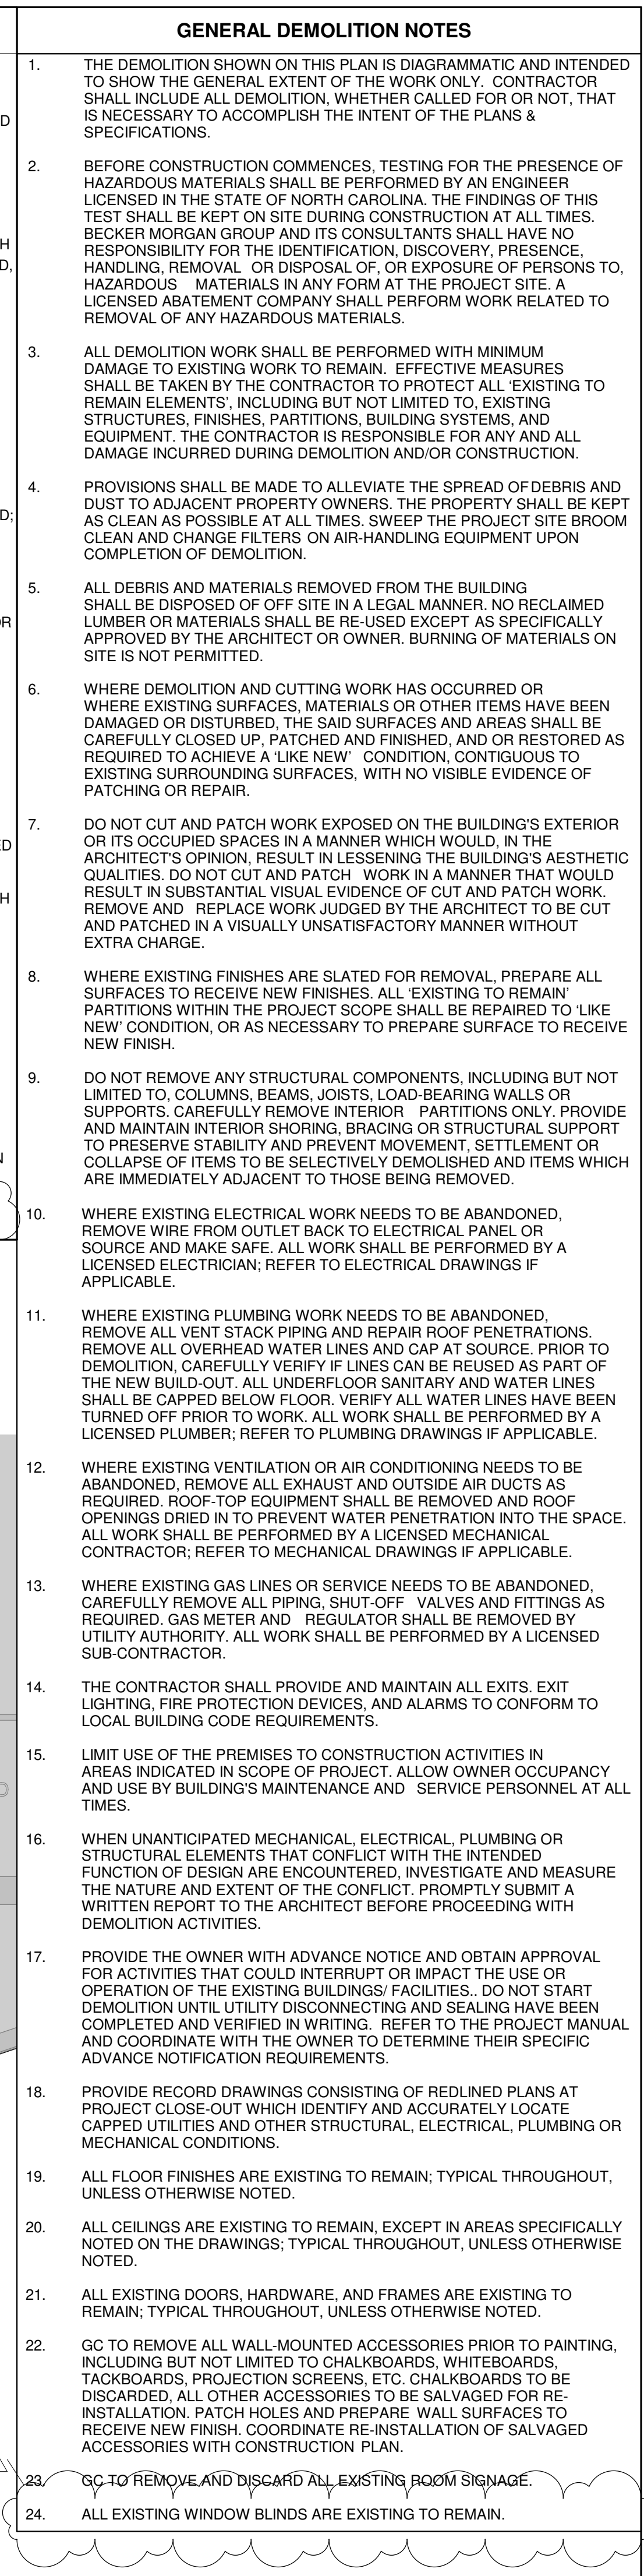 GENERAL DEMOLITION NOTES
1. THE DEMOLITION SHOWN ON THIS PLAN IS DIAGRAMMATIC AND INTENDED
TO SHOW THE GENERAL EXTENT OF THE WORK ONLY. CONTRACTOR
SHALL INCLUDE ALL DEMOLITION, WHETHER CALLED FOR OR NOT, THAT
IS NECESSARY TO ACCOMPLISH THE INTENT OF THE PLANS &
SPECIFICATIONS.
2. BEFORE CONSTRUCTION COMMENCES, TESTING FOR THE PRESENCE OF
HAZARDOUS MATERIALS SHALL BE PERFORMED BY AN ENGINEER
LICENSED IN THE STATE OF NORTH CAROLINA. THE FINDINGS OF THIS
TEST SHALL BE KEPT ON SITE DURING CONSTRUCTION AT ALL TIMES.
BECKER MORGAN GROUP AND ITS CONSULTANTS SHALL HAVE NO
RESPONSIBILITY FOR THE IDENTIFICATION, DISCOVERY, PRESENCE,
HANDLING, REMOVAL OR DISPOSAL OF, OR EXPOSURE OF PERSONS TO,
HAZARDOUS MATERIALS IN ANY FORM AT THE PROJECT SITE. A
LICENSED ABATEMENT COMPANY SHALL PERFORM WORK RELATED TO
REMOVAL OF ANY HAZARDOUS MATERIALS.
3. ALL DEMOLITION WORK SHALL BE PERFORMED WITH MINIMUM
DAMAGE TO EXISTING WORK TO REMAIN. EFFECTIVE MEASURES
SHALL BE TAKEN BY THE CONTRACTOR TO PROTECT ALL ‘EXISTING TO
REMAIN ELEMENTS’, INCLUDING BUT NOT LIMITED TO, EXISTING
STRUCTURES, FINISHES, PARTITIONS, BUILDING SYSTEMS, AND
EQUIPMENT. THE CONTRACTOR IS RESPONSIBLE FOR ANY AND ALL
DAMAGE INCURRED DURING DEMOLITION AND/OR CONSTRUCTION.
4. PROVISIONS SHALL BE MADE TO ALLEVIATE THE SPREAD OF DEBRIS AND
DUST TO ADJACENT PROPERTY OWNERS. THE PROPERTY SHALL BE KEPT
AS CLEAN AS POSSIBLE AT ALL TIMES. SWEEP THE PROJECT SITE BROOM
CLEAN AND CHANGE FILTERS ON AIR-HANDLING EQUIPMENT UPON
COMPLETION OF DEMOLITION.
5. ALL DEBRIS AND MATERIALS REMOVED FROM THE BUILDING
SHALL BE DISPOSED OF OFF SITE IN A LEGAL MANNER. NO RECLAIMED
LUMBER OR MATERIALS SHALL BE RE-USED EXCEPT AS SPECIFICALLY
APPROVED BY THE ARCHITECT OR OWNER. BURNING OF MATERIALS ON
SITE IS NOT PERMITTED.
6. WHERE DEMOLITION AND CUTTING WORK HAS OCCURRED OR
WHERE EXISTING SURFACES, MATERIALS OR OTHER ITEMS HAVE BEEN
DAMAGED OR DISTURBED, THE SAID SURFACES AND AREAS SHALL BE
CAREFULLY CLOSED UP, PATCHED AND FINISHED, AND OR RESTORED AS
REQUIRED TO ACHIEVE A ‘LIKE NEW’ CONDITION, CONTIGUOUS TO
EXISTING SURROUNDING SURFACES, WITH NO VISIBLE EVIDENCE OF
PATCHING OR REPAIR.
7. DO NOT CUT AND PATCH WORK EXPOSED ON THE BUILDING'S EXTERIOR
OR ITS OCCUPIED SPACES IN A MANNER WHICH WOULD, IN THE
ARCHITECT'S OPINION, RESULT IN LESSENING THE BUILDING'S AESTHETIC
QUALITIES. DO NOT CUT AND PATCH WORK IN A MANNER THAT WOULD
RESULT IN SUBSTANTIAL VISUAL EVIDENCE OF CUT AND PATCH WORK.
REMOVE AND REPLACE WORK JUDGED BY THE ARCHITECT TO BE CUT
AND PATCHED IN A VISUALLY UNSATISFACTORY MANNER WITHOUT
EXTRA CHARGE.
8. WHERE EXISTING FINISHES ARE SLATED FOR REMOVAL, PREPARE ALL
SURFACES TO RECEIVE NEW FINISHES. ALL ‘EXISTING TO REMAIN’
PARTITIONS WITHIN THE PROJECT SCOPE SHALL BE REPAIRED TO ‘LIKE
NEW’ CONDITION, OR AS NECESSARY TO PREPARE SURFACE TO RECEIVE
NEW FINISH.
9. DO NOT REMOVE ANY STRUCTURAL COMPONENTS, INCLUDING BUT NOT
LIMITED TO, COLUMNS, BEAMS, JOISTS, LOAD-BEARING WALLS OR
SUPPORTS. CAREFULLY REMOVE INTERIOR PARTITIONS ONLY. PROVIDE
AND MAINTAIN INTERIOR SHORING, BRACING OR STRUCTURAL SUPPORT
TO PRESERVE STABILITY AND PREVENT MOVEMENT, SETTLEMENT OR
COLLAPSE OF ITEMS TO BE SELECTIVELY DEMOLISHED AND ITEMS WHICH
ARE IMMEDIATELY ADJACENT TO THOSE BEING REMOVED.
10. WHERE EXISTING ELECTRICAL WORK NEEDS TO BE ABANDONED,
REMOVE WIRE FROM OUTLET BACK TO ELECTRICAL PANEL OR
SOURCE AND MAKE SAFE. ALL WORK SHALL BE PERFORMED BY A
LICENSED ELECTRICIAN; REFER TO ELECTRICAL DRAWINGS IF
APPLICABLE.
11. WHERE EXISTING PLUMBING WORK NEEDS TO BE ABANDONED,
REMOVE ALL VENT STACK PIPING AND REPAIR ROOF PENETRATIONS.
REMOVE ALL OVERHEAD WATER LINES AND CAP AT SOURCE. PRIOR TO
DEMOLITION, CAREFULLY VERIFY IF LINES CAN BE REUSED AS PART OF
THE NEW BUILD-OUT. ALL UNDERFLOOR SANITARY AND WATER LINES
SHALL BE CAPPED BELOW FLOOR. VERIFY ALL WATER LINES HAVE BEEN
TURNED OFF PRIOR TO WORK. ALL WORK SHALL BE PERFORMED BY A
LICENSED PLUMBER; REFER TO PLUMBING DRAWINGS IF APPLICABLE.
12. WHERE EXISTING VENTILATION OR AIR CONDITIONING NEEDS TO BE
ABANDONED, REMOVE ALL EXHAUST AND OUTSIDE AIR DUCTS AS
REQUIRED. ROOF-TOP EQUIPMENT SHALL BE REMOVED AND ROOF
OPENINGS DRIED IN TO PREVENT WATER PENETRATION INTO THE SPACE.
ALL WORK SHALL BE PERFORMED BY A LICENSED MECHANICAL
CONTRACTOR; REFER TO MECHANICAL DRAWINGS IF APPLICABLE.
13. WHERE EXISTING GAS LINES OR SERVICE NEEDS TO BE ABANDONED,
CAREFULLY REMOVE ALL PIPING, SHUT-OFF VALVES AND FITTINGS AS
REQUIRED. GAS METER AND REGULATOR SHALL BE REMOVED BY
UTILITY AUTHORITY. ALL WORK SHALL BE PERFORMED BY A LICENSED
SUB-CONTRACTOR.
14. THE CONTRACTOR SHALL PROVIDE AND MAINTAIN ALL EXITS. EXIT
LIGHTING, FIRE PROTECTION DEVICES, AND ALARMS TO CONFORM TO
LOCAL BUILDING CODE REQUIREMENTS.
15. LIMIT USE OF THE PREMISES TO CONSTRUCTION ACTIVITIES IN
AREAS INDICATED IN SCOPE OF PROJECT. ALLOW OWNER OCCUPANCY
AND USE BY BUILDING'S MAINTENANCE AND SERVICE PERSONNEL AT ALL
TIMES.
16. WHEN UNANTICIPATED MECHANICAL, ELECTRICAL, PLUMBING OR
STRUCTURAL ELEMENTS THAT CONFLICT WITH THE INTENDED
FUNCTION OF DESIGN ARE ENCOUNTERED, INVESTIGATE AND MEASURE
THE NATURE AND EXTENT OF THE CONFLICT. PROMPTLY SUBMIT A
WRITTEN REPORT TO THE ARCHITECT BEFORE PROCEEDING WITH
DEMOLITION ACTIVITIES.
17. PROVIDE THE OWNER WITH ADVANCE NOTICE AND OBTAIN APPROVAL
FOR ACTIVITIES THAT COULD INTERRUPT OR IMPACT THE USE OR
OPERATION OF THE EXISTING BUILDINGS/ FACILITIES.. DO NOT START
DEMOLITION UNTIL UTILITY DISCONNECTING AND SEALING HAVE BEEN
COMPLETED AND VERIFIED IN WRITING. REFER TO THE PROJECT MANUAL
AND COORDINATE WITH THE OWNER TO DETERMINE THEIR SPECIFIC
ADVANCE NOTIFICATION REQUIREMENTS.
18. PROVIDE RECORD DRAWINGS CONSISTING OF REDLINED PLANS AT
PROJECT CLOSE-OUT WHICH IDENTIFY AND ACCURATELY LOCATE
CAPPED UTILITIES AND OTHER STRUCTURAL, ELECTRICAL, PLUMBING OR
MECHANICAL CONDITIONS.
19. ALL FLOOR FINISHES ARE EXISTING TO REMAIN; TYPICAL THROUGHOUT,
UNLESS OTHERWISE NOTED.
20. ALL CEILINGS ARE EXISTING TO REMAIN, EXCEPT IN AREAS SPECIFICALLY
NOTED ON THE DRAWINGS; TYPICAL THROUGHOUT, UNLESS OTHERWISE
NOTED.
21. ALL EXISTING DOORS, HARDWARE, AND FRAMES ARE EXISTING TO
REMAIN; TYPICAL THROUGHOUT, UNLESS OTHERWISE NOTED.
22. GC TO REMOVE ALL WALL-MOUNTED ACCESSORIES PRIOR TO PAINTING,
INCLUDING BUT NOT LIMITED TO CHALKBOARDS, WHITEBOARDS,
TACKBOARDS, PROJECTION SCREENS, ETC. CHALKBOARDS TO BE
DISCARDED, ALL OTHER ACCESSORIES TO BE SALVAGED FOR RE-
INSTALLATION. PATCH HOLES AND PREPARE WALL SURFACES TO
RECEIVE NEW FINISH. COORDINATE RE-INSTALLATION OF SALVAGED
ACCESSORIES WITH CONSTRUCTION PLAN.
23. GC TO REMOVE AND DISCARD ALL EXISTING ROOM SIGNAGE.
24. ALL EXISTING WINDOW BLINDS ARE EXISTING TO REMAIN.